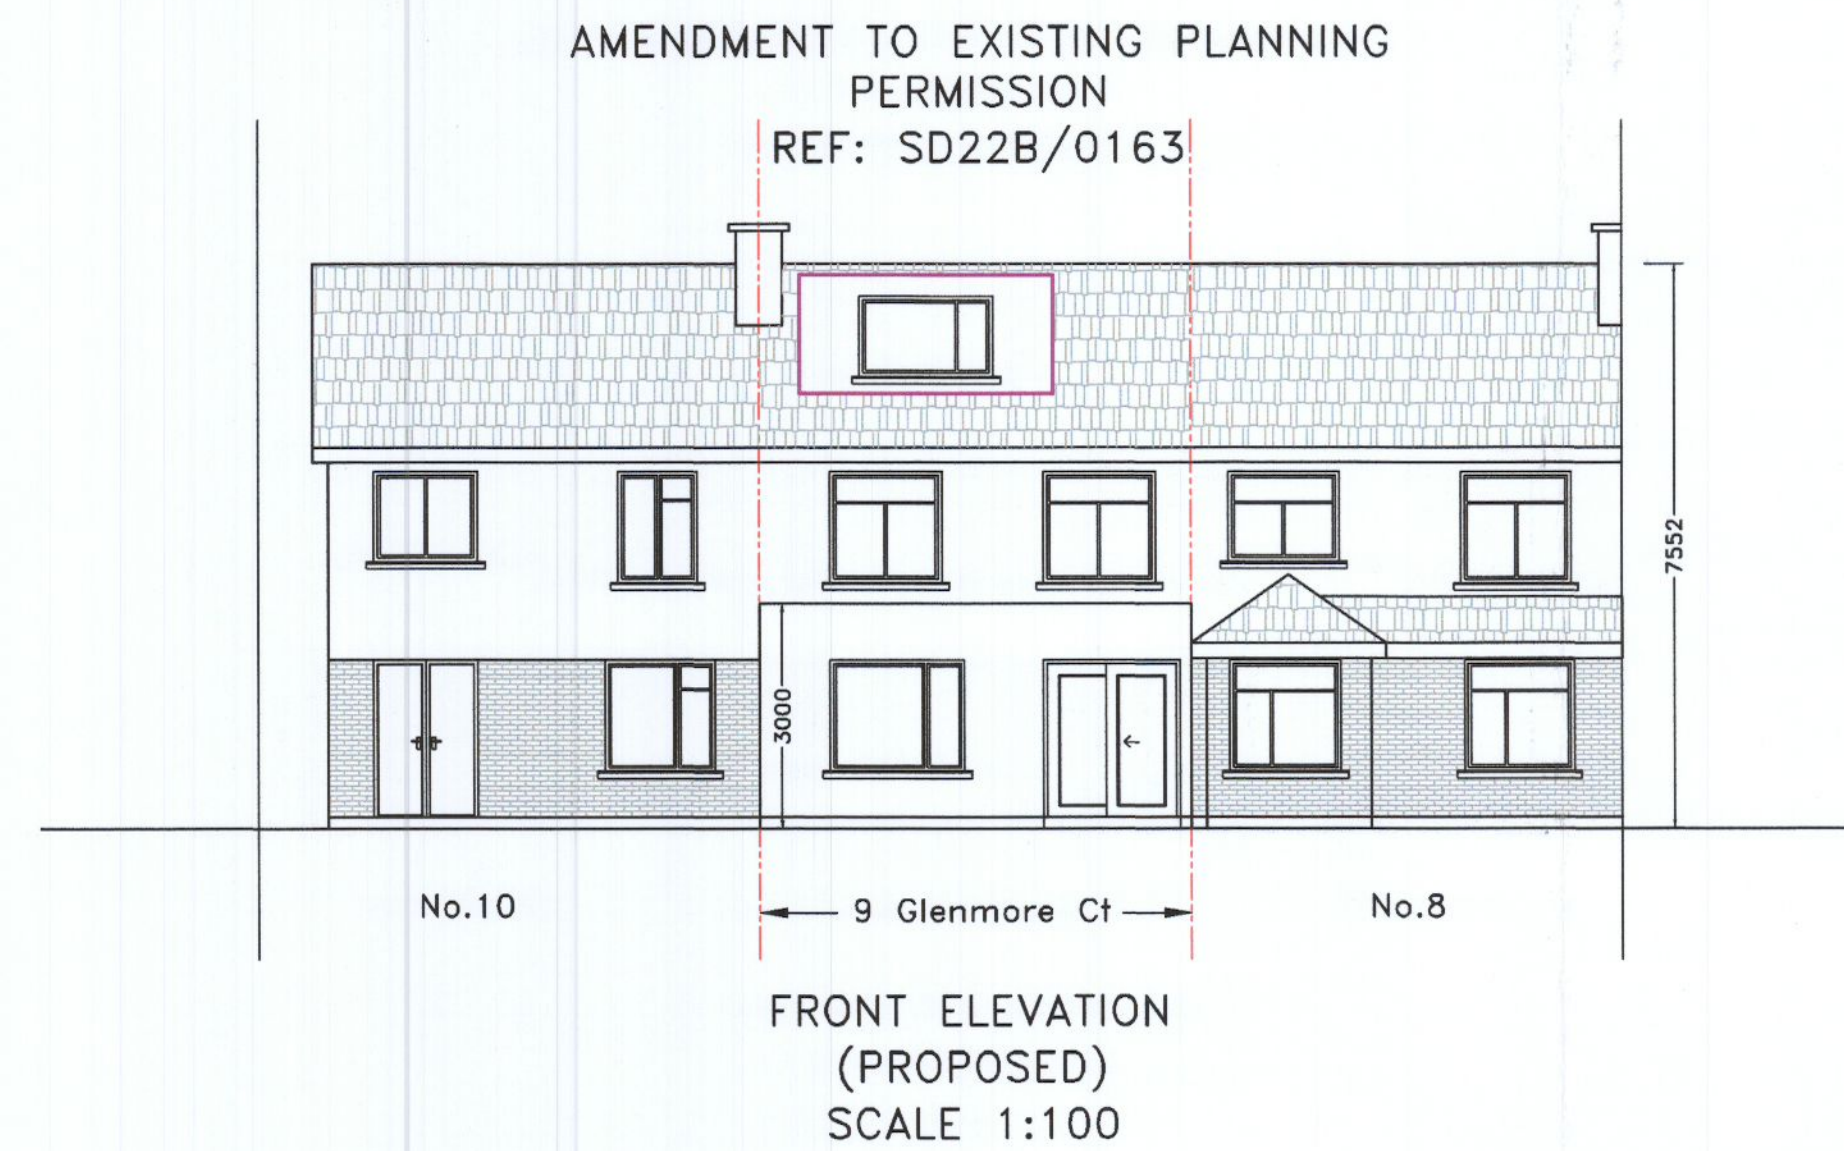 AMENDMENT TO EXISTING PLANNING
PERMISSION
REF: SD22B/0163
7552
3000
No.10
9 Glenmore Ct
No.8
FRONT ELEVATION
(PROPOSED)
SCALE 1:100